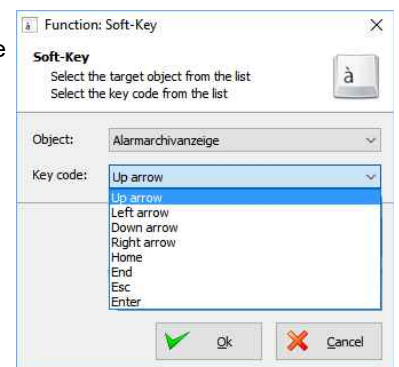 Function: Soft-Key
e
Soft-Key
Select the target object from the list
Select the key code from the list
à
Object: Alarmarchivanzeige
Key code: Up arrow
Up arrow
Left arrow
Down arrow
Right arrow
Home
End
Esc
Enter
Ok Cancel